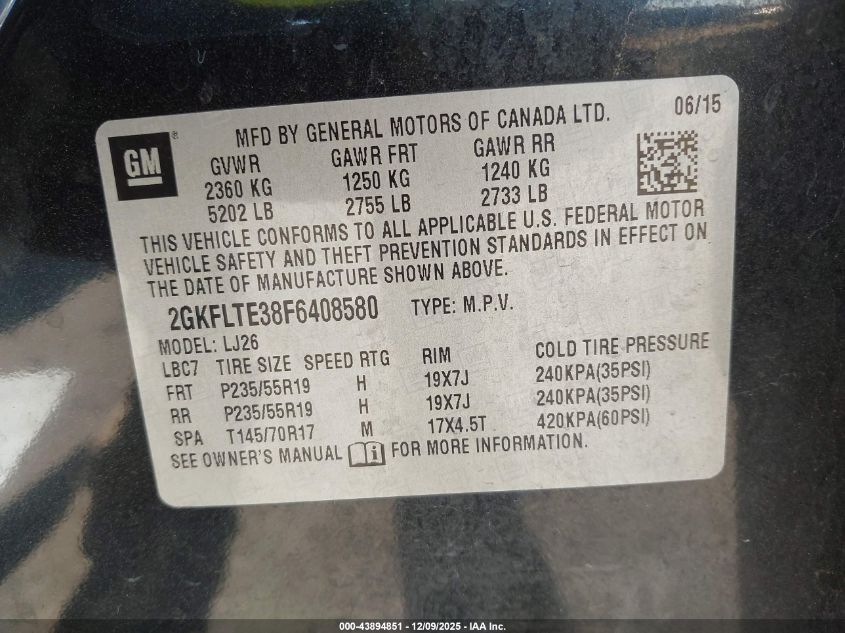 GM ® MFD BY GENERAL MOTORS OF CANADA LTD. 06/15
GVWR GAWR FRT GAWR RR
2360 KG 1250 KG 1240 KG
5202 LB 2755 LB 2733 LB
THIS VEHICLE CONFORMS TO ALL APPLICABLE U.S. FEDERAL MOTOR
VEHICLE SAFETY AND THEFT PREVENTION STANDARDS IN EFFECT ON
THE DATE OF MANUFACTURE SHOWN ABOVE.
2GKFLTE38F6408580 TYPE: M.P.V.
MODEL: LJ26
LBC7 TIRE SIZE SPEED RTG RIM COLD TIRE PRESSURE
FRT P235/55R19 H 19X7J 240KPA(35PSI)
RR P235/55R19 H 19X7J 240KPA(35PSI)
SPA T145/70R17 M 17X4.5T 420KPA(60PSI)
SEE OWNER'S MANUAL i FOR MORE INFORMATION.
000-43894851 - 12/09/2025 - IAA Inc.